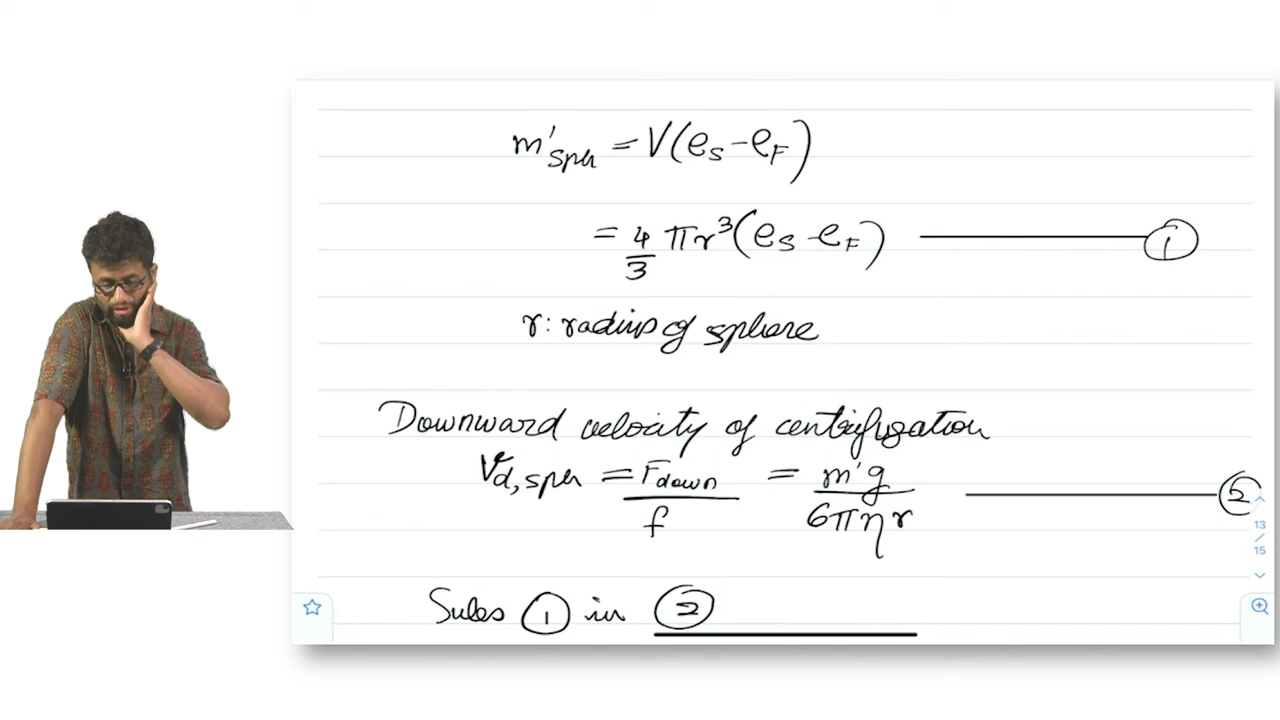 m'sph = V(ρS − ρF)
= 4/3 πr³(ρS − ρF) ——— ①
r: radius of sphere
Downward velocity of centrifugation
Vd,sph = Fdown/f = m'g/6πηr ——— ②
13
/
15
Subs ① in ②